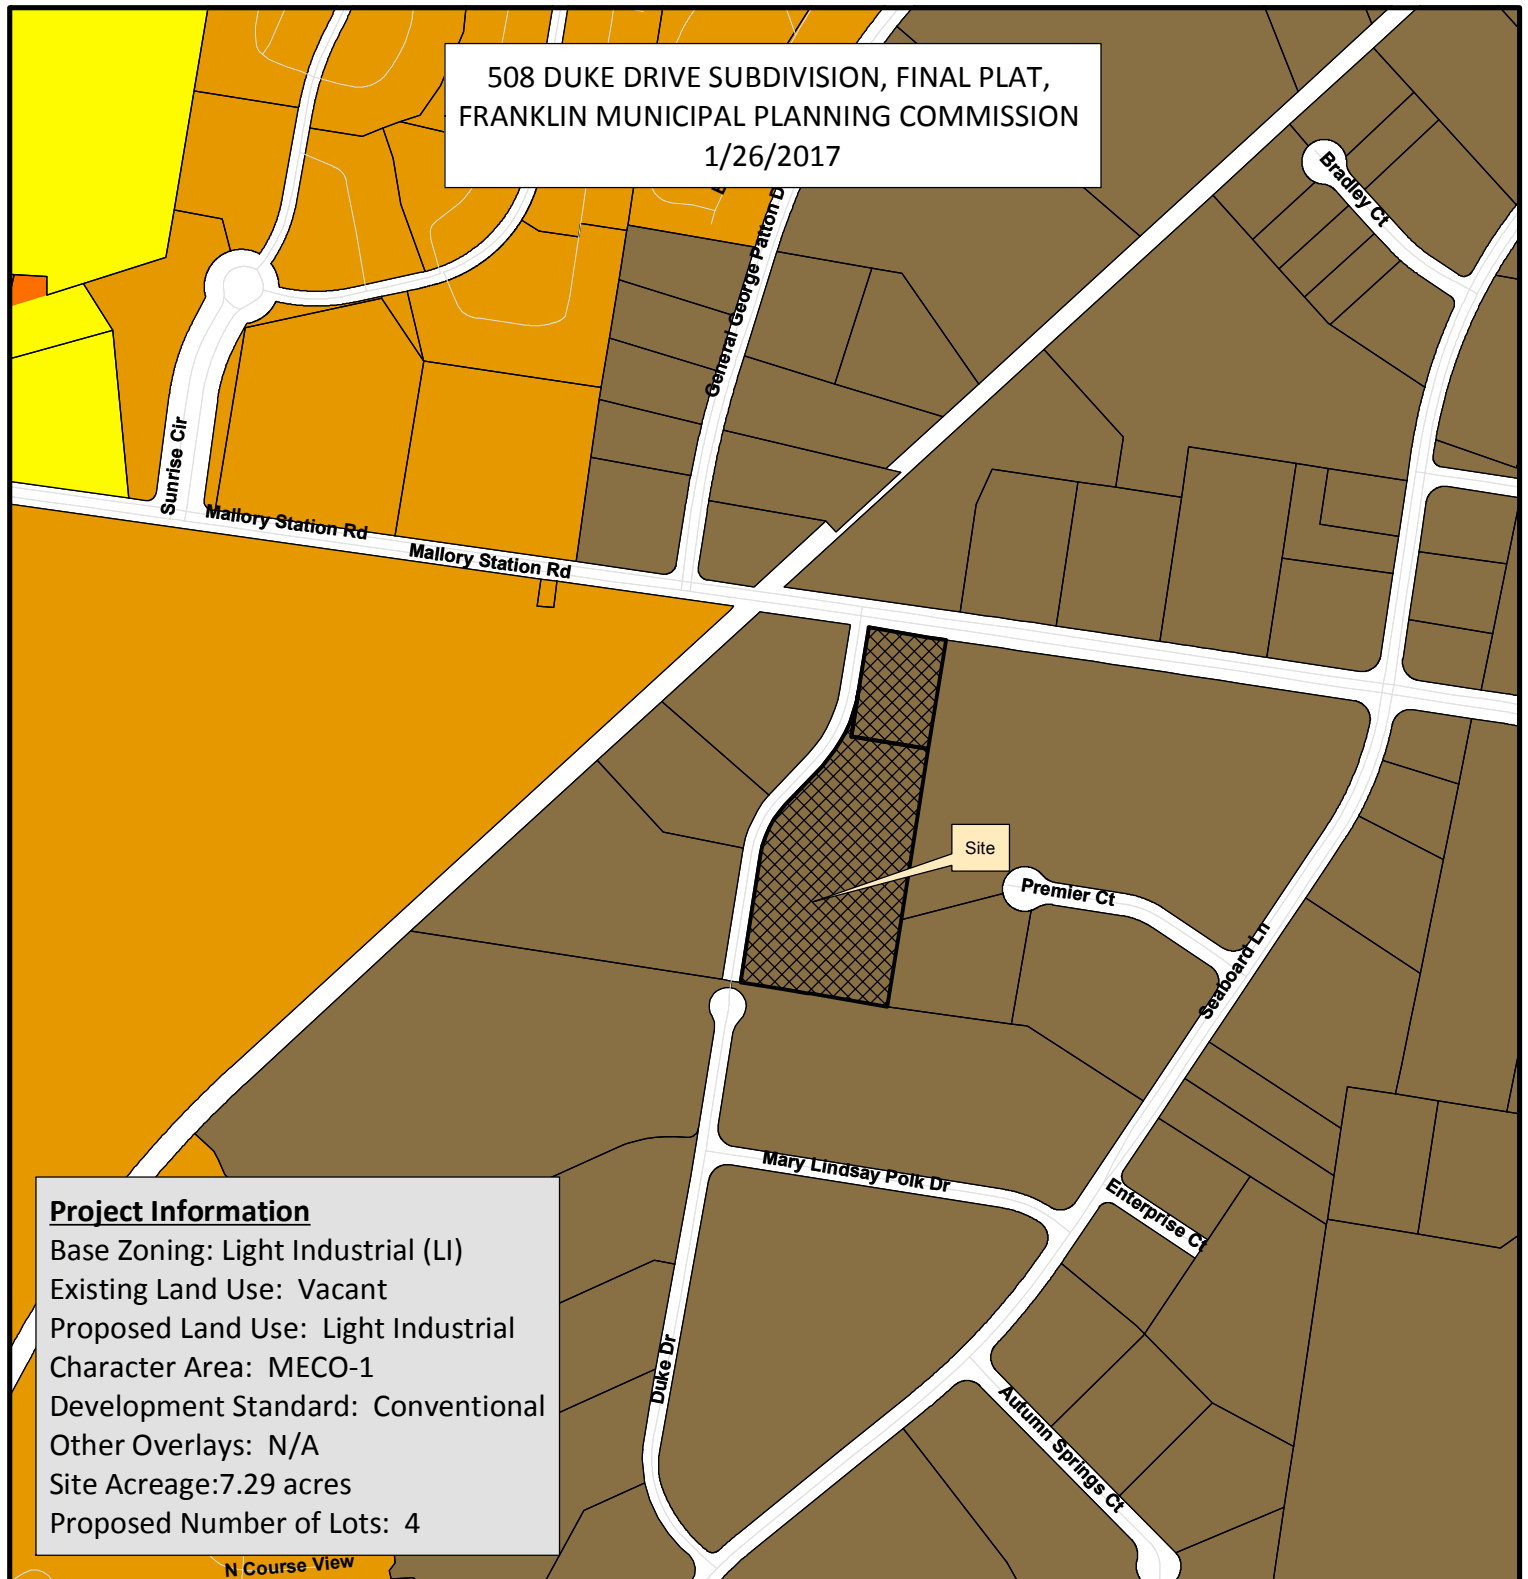 508 DUKE DRIVE SUBDIVISION, FINAL PLAT,
FRANKLIN MUNICIPAL PLANNING COMMISSION
1/26/2017
Bradley Ct
General George Patton D
Sunrise Cir
Mallory Station Rd
Mallory Station Rd
Site
Premier Ct
Seaboard Ln
Mary Lindsay Polk Dr
Enterprise Ct
Duke Dr
Autumn Springs Ct
Project Information
Base Zoning: Light Industrial (LI)
Existing Land Use: Vacant
Proposed Land Use: Light Industrial
Character Area: MECO-1
Development Standard: Conventional
Other Overlays: N/A
Site Acreage:7.29 acres
Proposed Number of Lots: 4
N Course View